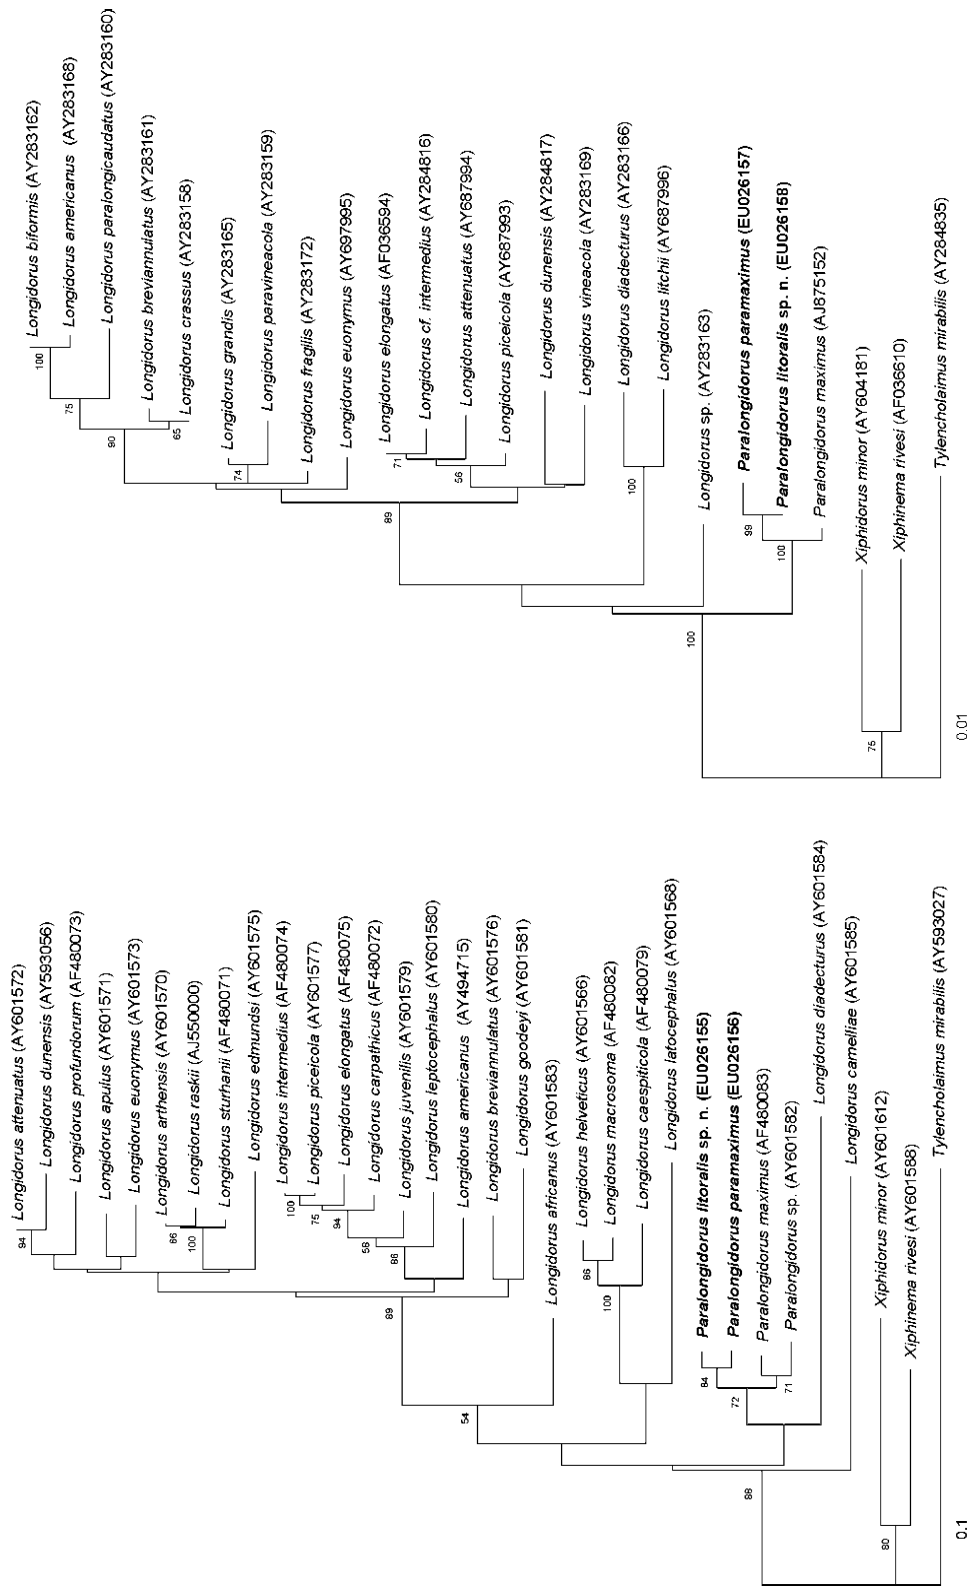 Longidorus attenuatus (AY601572)
Longidorus dunensis (AY593056)
Longidorus profundorum (AF480073)
Longidorus apulus (AY601571)
Longidorus euonymus (AY601573)
Longidorus arthensis (AY601570)
Longidorus raskii (AJ550000)
Longidorus sturhanii (AF480071)
Longidorus edmundsi (AY601575)
Longidorus intermedius (AF480074)
Longidorus piceicola (AY601577)
Longidorus elongatus (AF480075)
Longidorus carpathicus (AF480072)
Longidorus juvenilis (AY601579)
Longidorus leptocephalus (AY601580)
Longidorus americanus (AY494715)
Longidorus breviannulatus (AY601576)
Longidorus goodeyi (AY601581)
Longidorus africanus (AY601583)
Longidorus helveticus (AY601566)
Longidorus macrosoma (AF480082)
Longidorus caespiticola (AF480079)
Longidorus latocephalus (AY601568)
Paralongidorus litoralis sp. n. (EU026155)
Paralongidorus paramaximus (EU026156)
Paralongidorus maximus (AF480083)
Paralongidorus sp. (AY601582)
Longidorus diadecturus (AY601584)
Longidorus camelliae (AY601585)
Xiphidorus minor (AY601612)
Xiphinema rivesi (AY601588)
Tylencholaimus mirabilis (AY593027)
94
66
100
100
75
94
58
86
89
54
66
100
84
72
71
88
80
0.1
Longidorus biformis (AY283162)
Longidorus americanus (AY283168)
Longidorus paralongicaudatus (AY283160)
Longidorus breviannulatus (AY283161)
Longidorus crassus (AY283158)
Longidorus grandis (AY283165)
Longidorus paravineacola (AY283159)
Longidorus fragilis (AY283172)
Longidorus euonymus (AY697995)
Longidorus elongatus (AF036594)
Longidorus cf. intermedius (AY284816)
Longidorus attenuatus (AY687994)
Longidorus piceicola (AY687993)
Longidorus dunensis (AY284817)
Longidorus vineacola (AY283169)
Longidorus diadecturus (AY283166)
Longidorus litchii (AY687996)
Longidorus sp. (AY283163)
Paralongidorus paramaximus (EU026157)
Paralongidorus litoralis sp. n. (EU026158)
Paralongidorus maximus (AJ875152)
Xiphidorus minor (AY604181)
Xiphinema rivesi (AF036610)
Tylencholaimus mirabilis (AY284835)
100
75
90
65
74
71
56
89
100
99
100
100
75
0.01